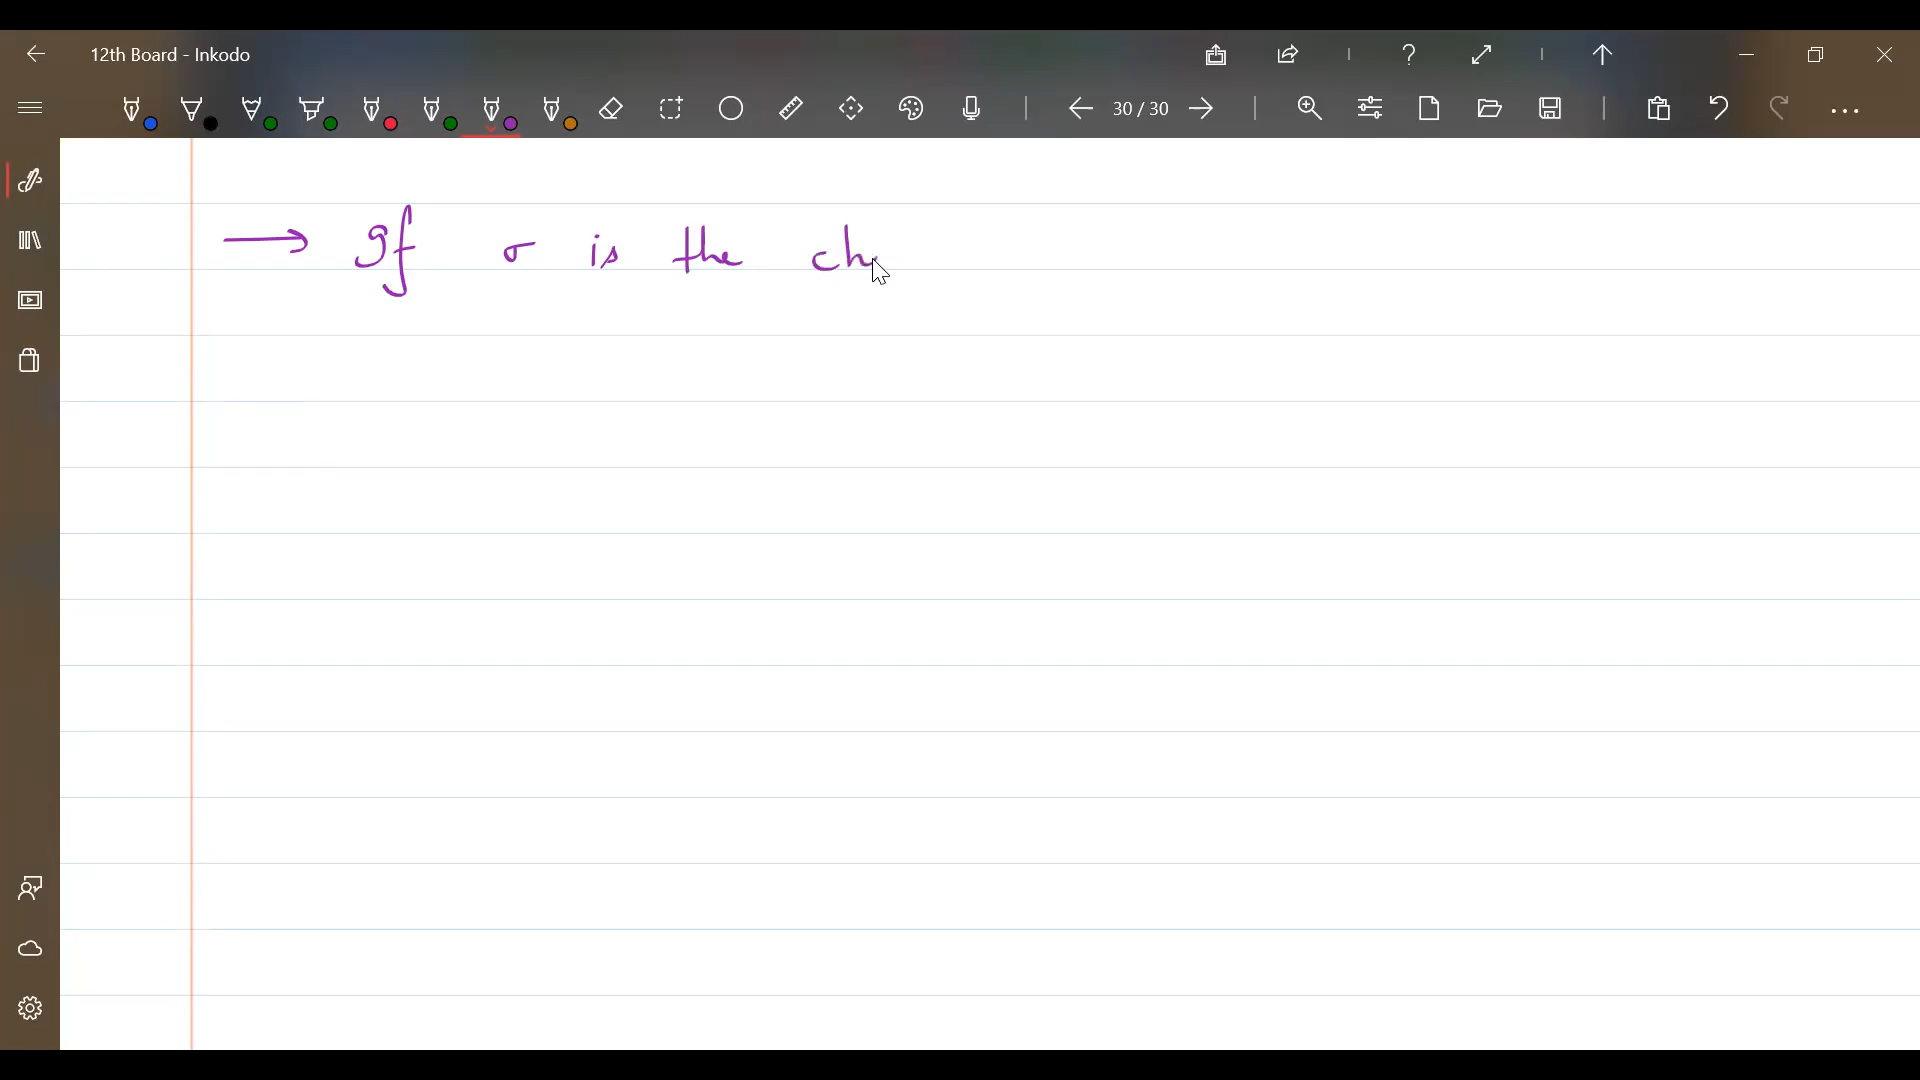 12th Board - Inkodo
30 / 30
→ If σ is the ch